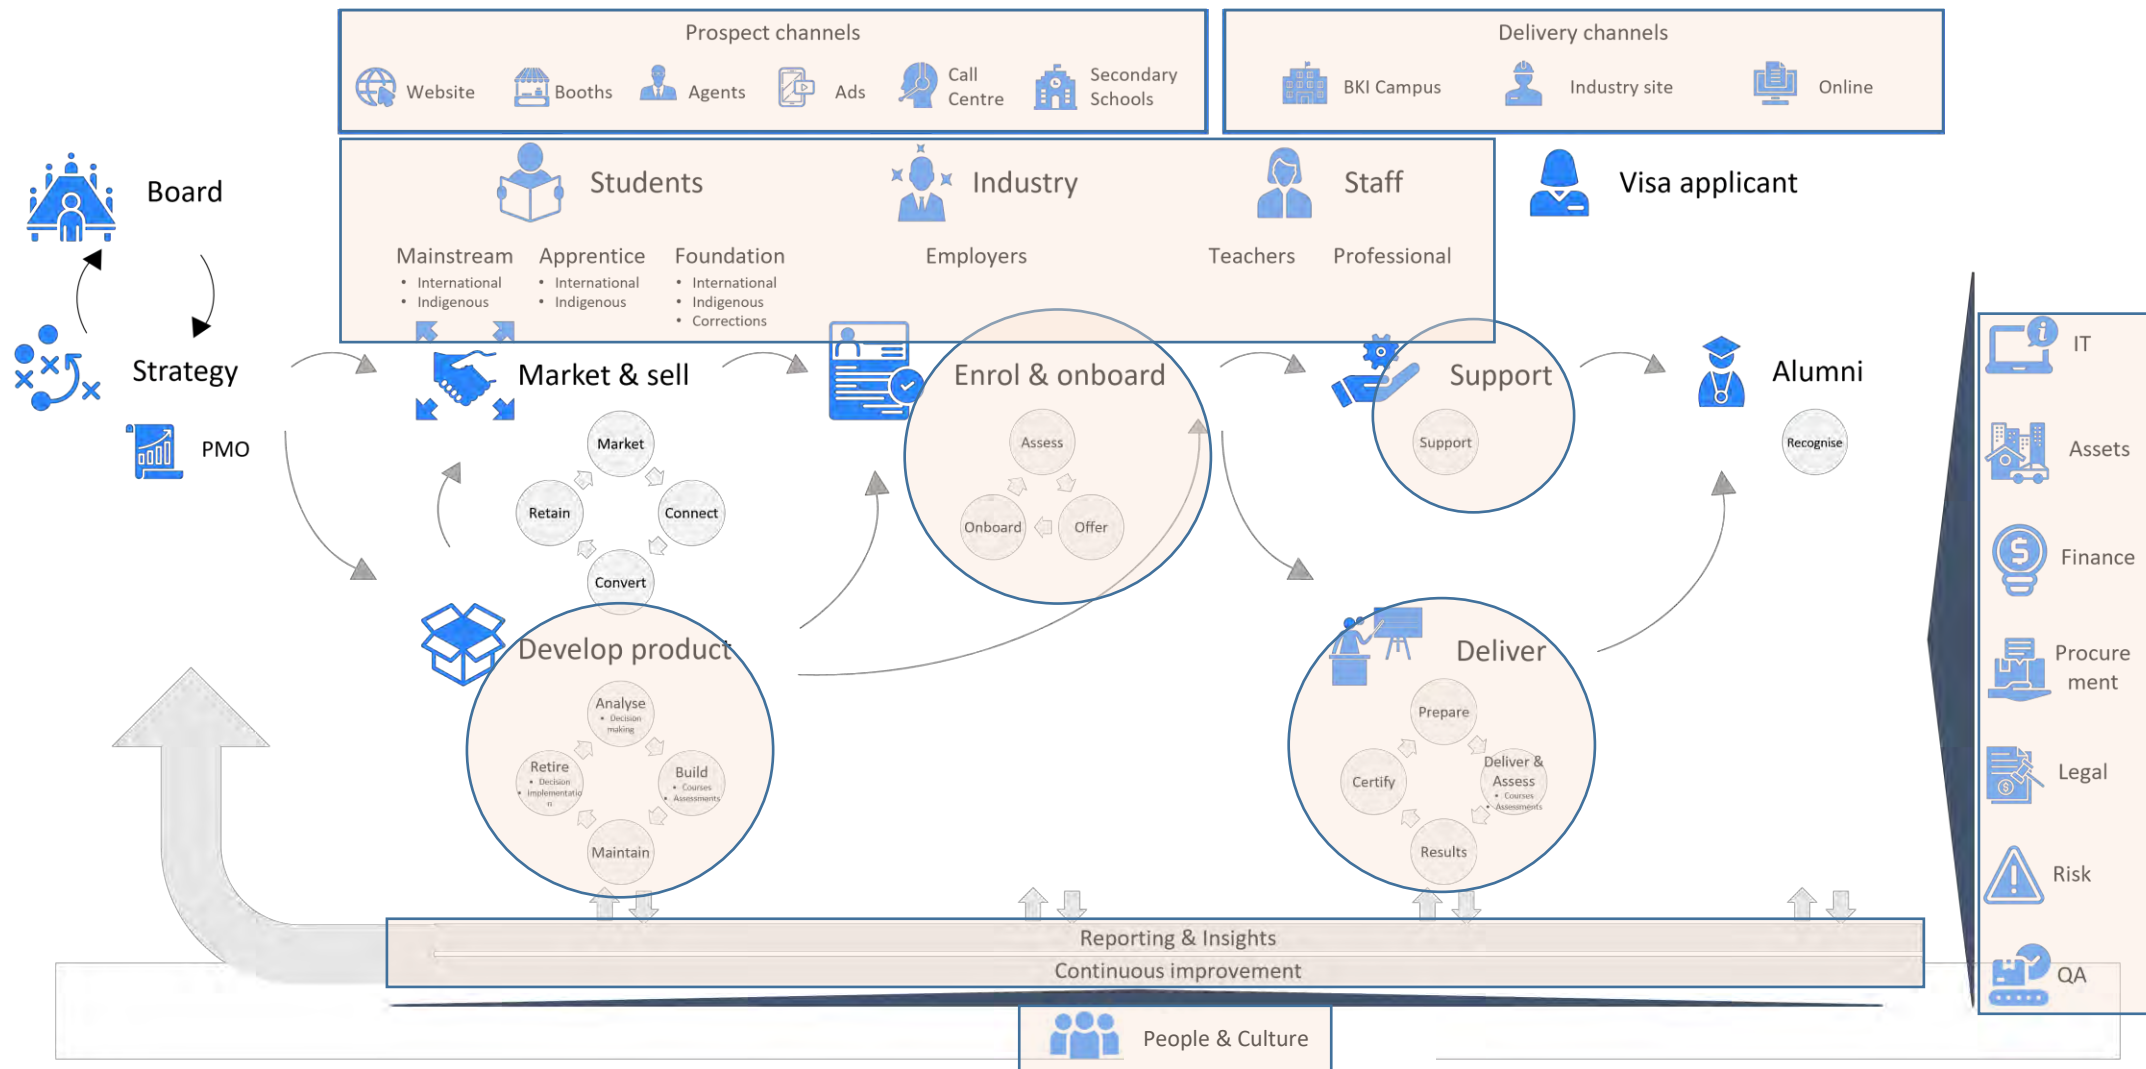 Prospect channels
Website
Booths
Agents
Ads
Call
Centre
Secondary
Schools
Delivery channels
BKI Campus
Industry site
Online
Board
Students
Industry
Staff
Visa applicant
Mainstream
• International
• Indigenous
Apprentice
• International
• Indigenous
Foundation
• International
• Indigenous
• Corrections
Employers
Teachers
Professional
Strategy
PMO
Market & sell
Market
Connect
Convert
Retain
Enrol & onboard
Assess
Offer
Onboard
Support
Support
Alumni
Recognise
Develop product
Analyse
• Decision
making
Build
• Courses
• Assessments
Maintain
Retire
• Decision
• Implementatio
n
Deliver
Prepare
Deliver &
Assess
• Courses
• Assessments
Results
Certify
IT
Assets
Finance
Procure
ment
Legal
Risk
QA
Reporting & Insights
Continuous improvement
People & Culture